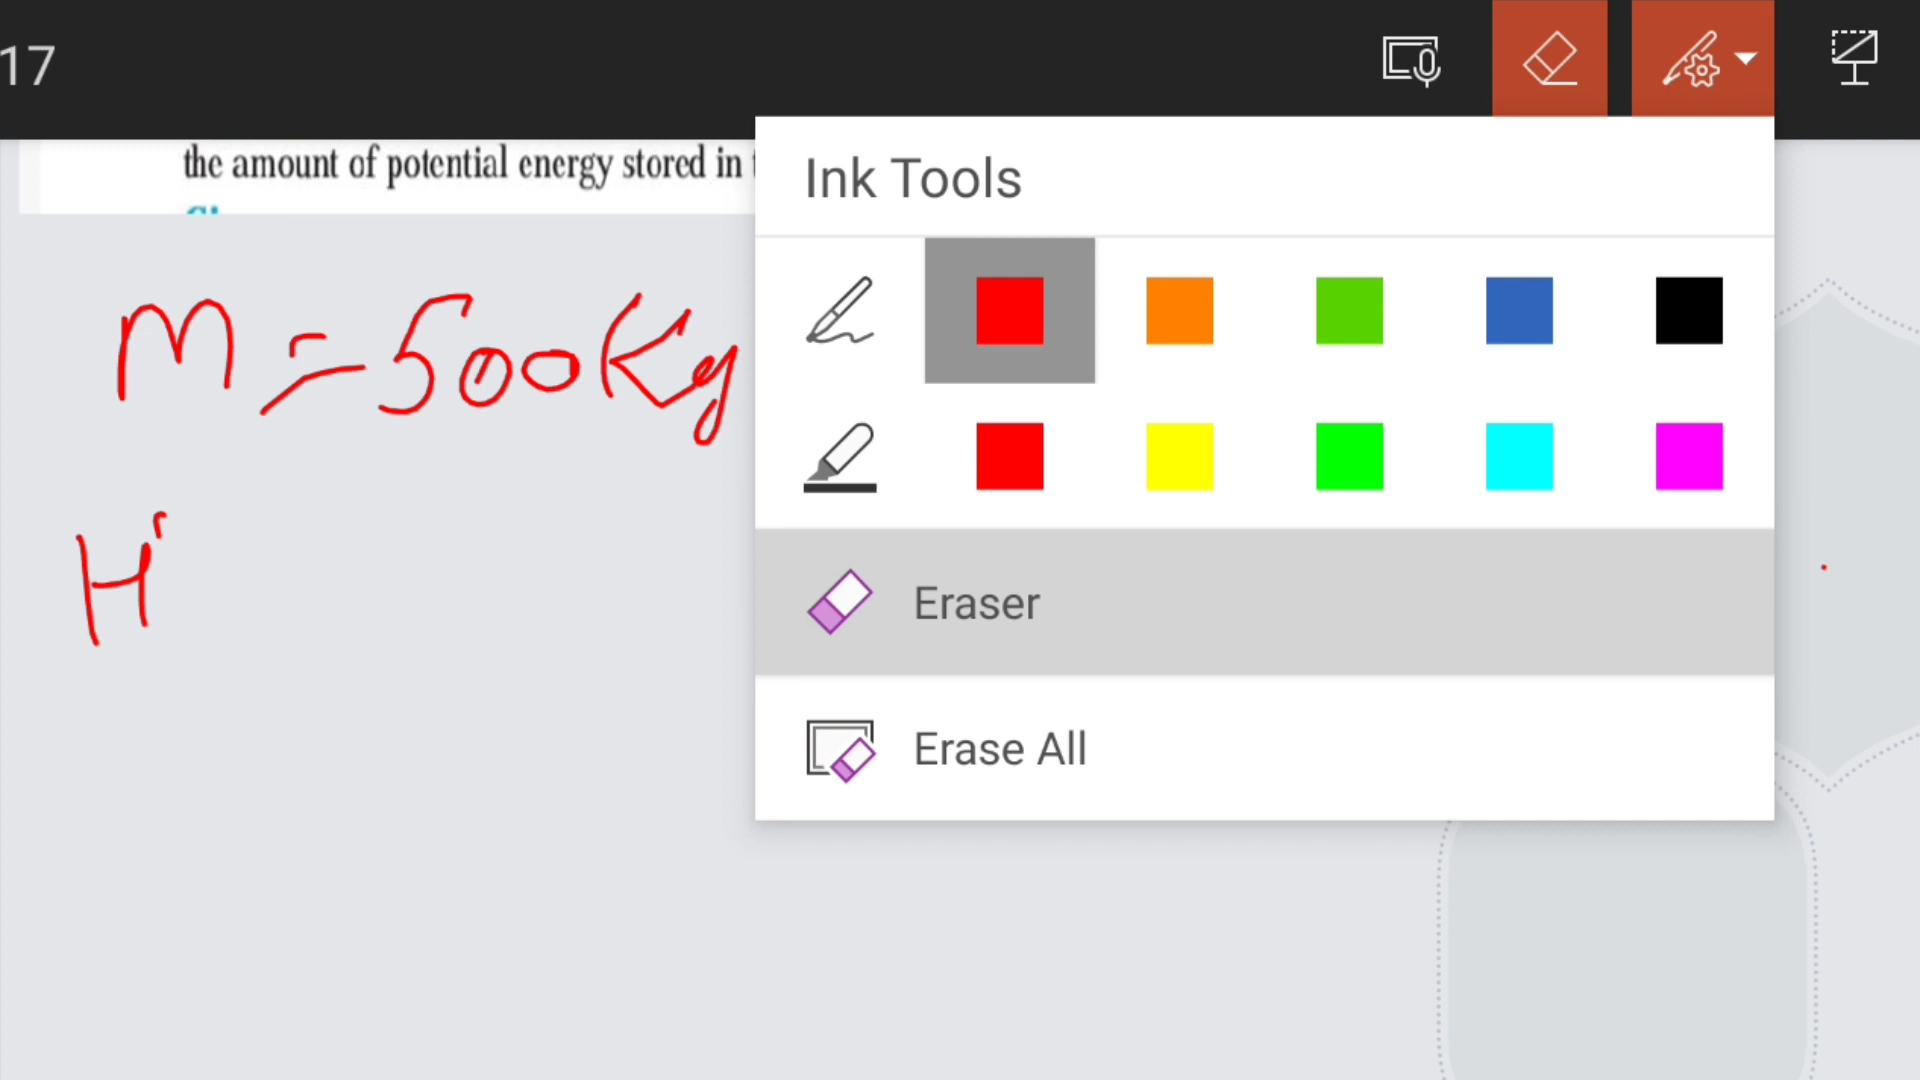 17
the amount of potential energy stored in
Ink Tools
M = 500Kg
H
Eraser
Erase All